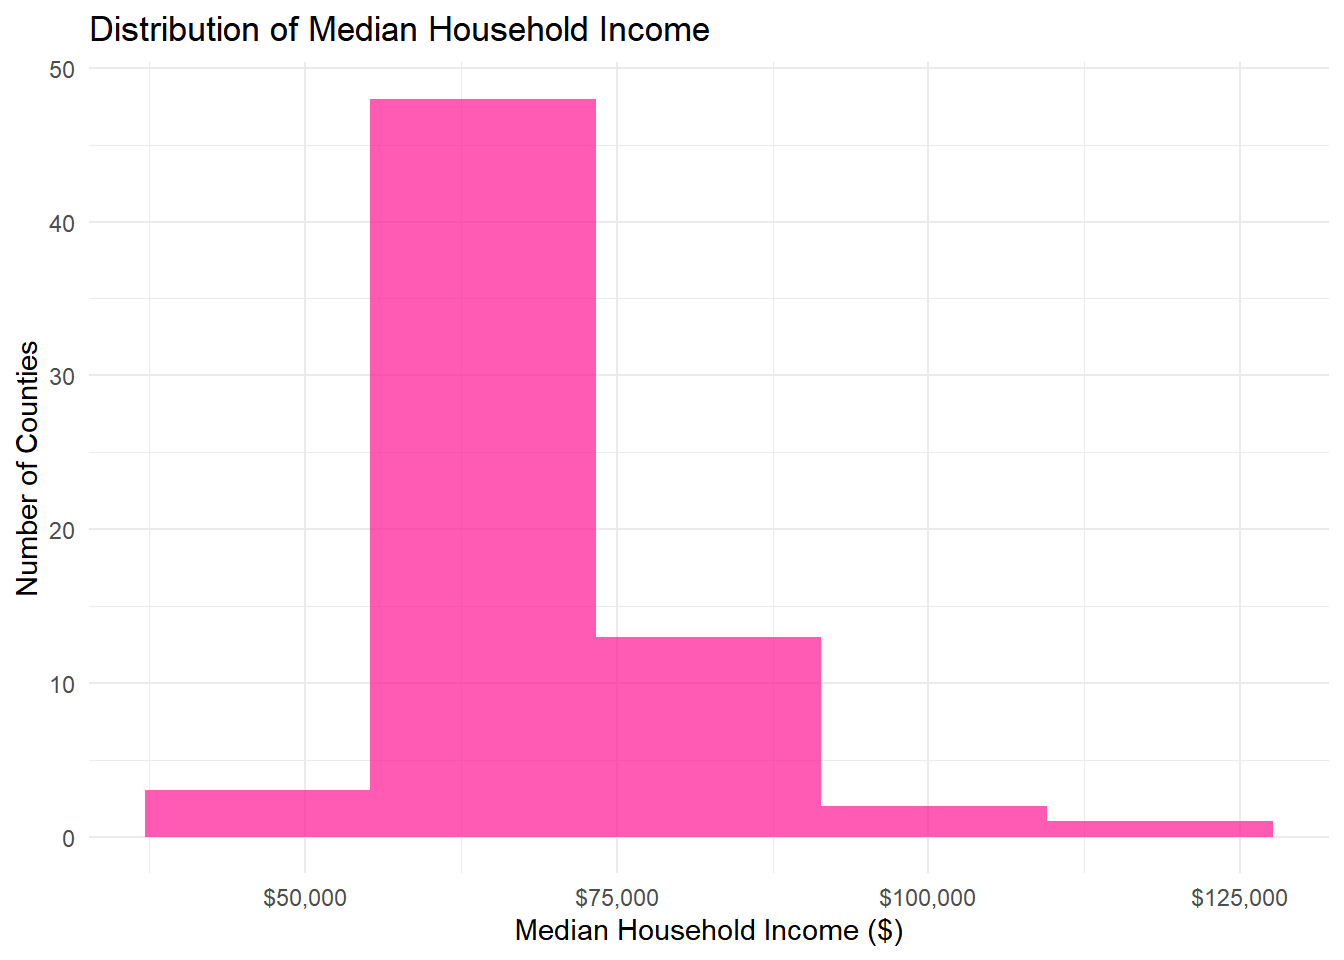 Distribution of Median Household Income
50
40
30
20
10
0
Number of Counties
$50,000 $75,000 $100,000 $125,000
Median Household Income ($)